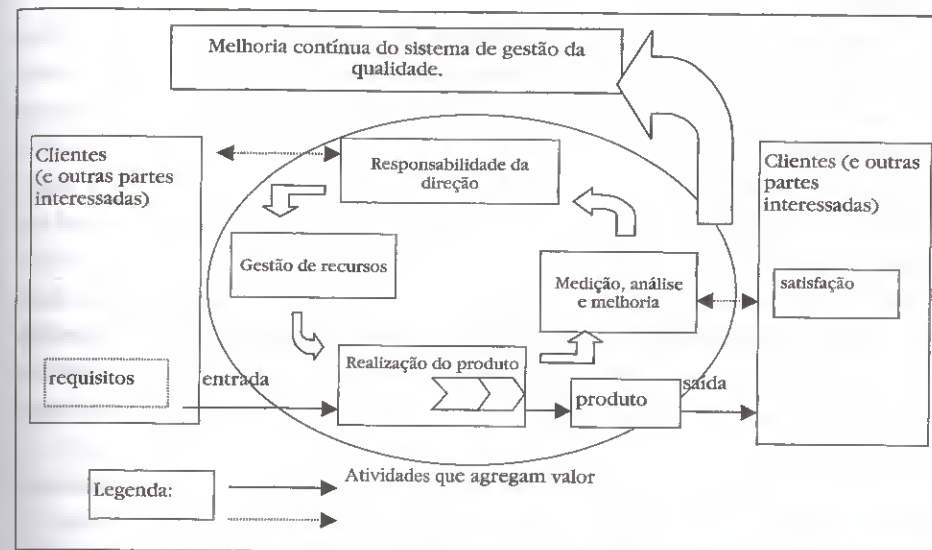 Melhoria contínua do sistema de gestão da
qualidade.
Clientes
(e outras partes
interessadas)
Responsabilidade da
direção
Clientes (e outras
partes
interessadas)
Gestão de recursos
Medição, análise
e melhoria
satisfação
requisitos
entrada
Realização do produto
produto
saída
Atividades que agregam valor
Legenda: